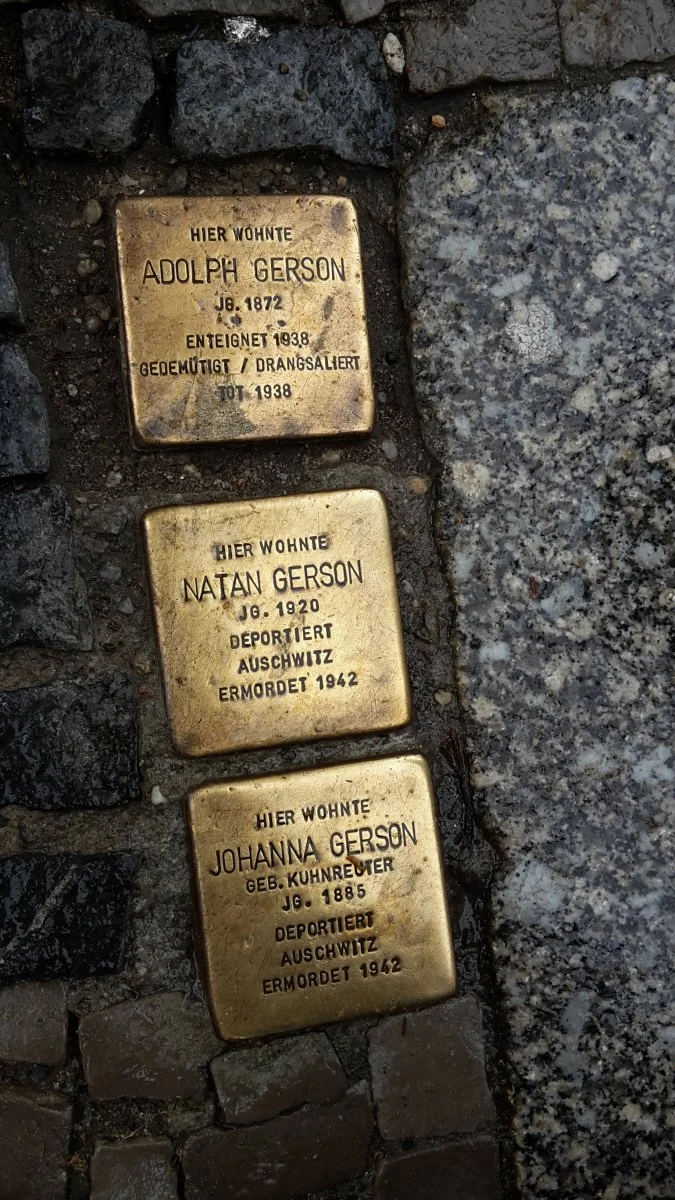 HIER WOHNTE
ADOLPH GERSON
JG. 1872
ENTEIGNET 1938
GEDEMÜTIGT / DRANGSALIERT
TOT 1938
HIER WOHNTE
NATAN GERSON
JG. 1920
DEPORTIERT
AUSCHWITZ
ERMORDET 1942
HIER WOHNTE
JOHANNA GERSON
GEB. KUHNREUTER
JG. 1885
DEPORTIERT
AUSCHWITZ
ERMORDET 1942